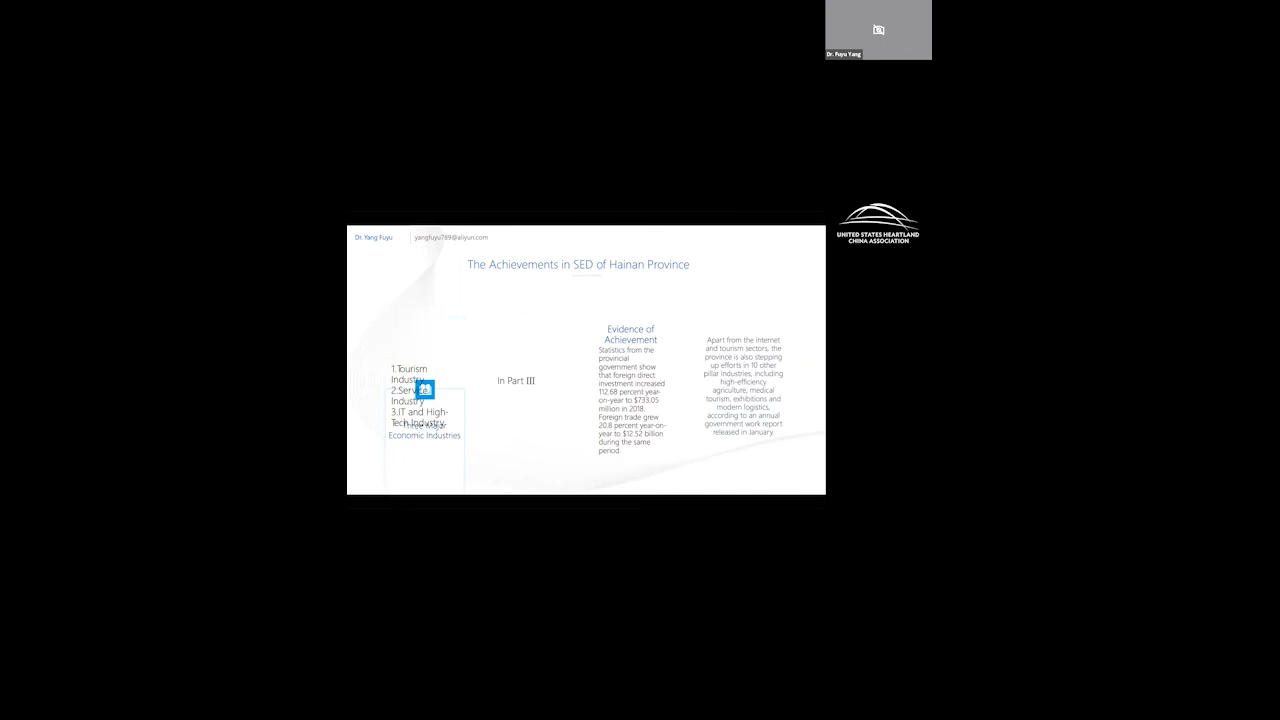 Dr. Fuyu Yang
UNITED STATES HEARTLAND
CHINA ASSOCIATION
Dr. Yang Fuyu
yangfuyu789@aliyun.com
The Achievements in SED of Hainan Province
1.Tourism
Industry
2.Service
Industry
3.IT and High-
Tech Industry
Three Major
Economic Industries
In Part III
Evidence of
Achievement
Statistics from the
provincial
government show
that foreign direct
investment increased
112.68 percent year-
on-year to $733.05
million in 2018.
Foreign trade grew
20.8 percent year-on-
year to $12.52 billion
during the same
period.
Apart from the internet
and tourism sectors, the
province is also stepping
up efforts in 10 other
pillar industries, including
high-efficiency
agriculture, medical
tourism, exhibitions and
modern logistics,
according to an annual
government work report
released in January.